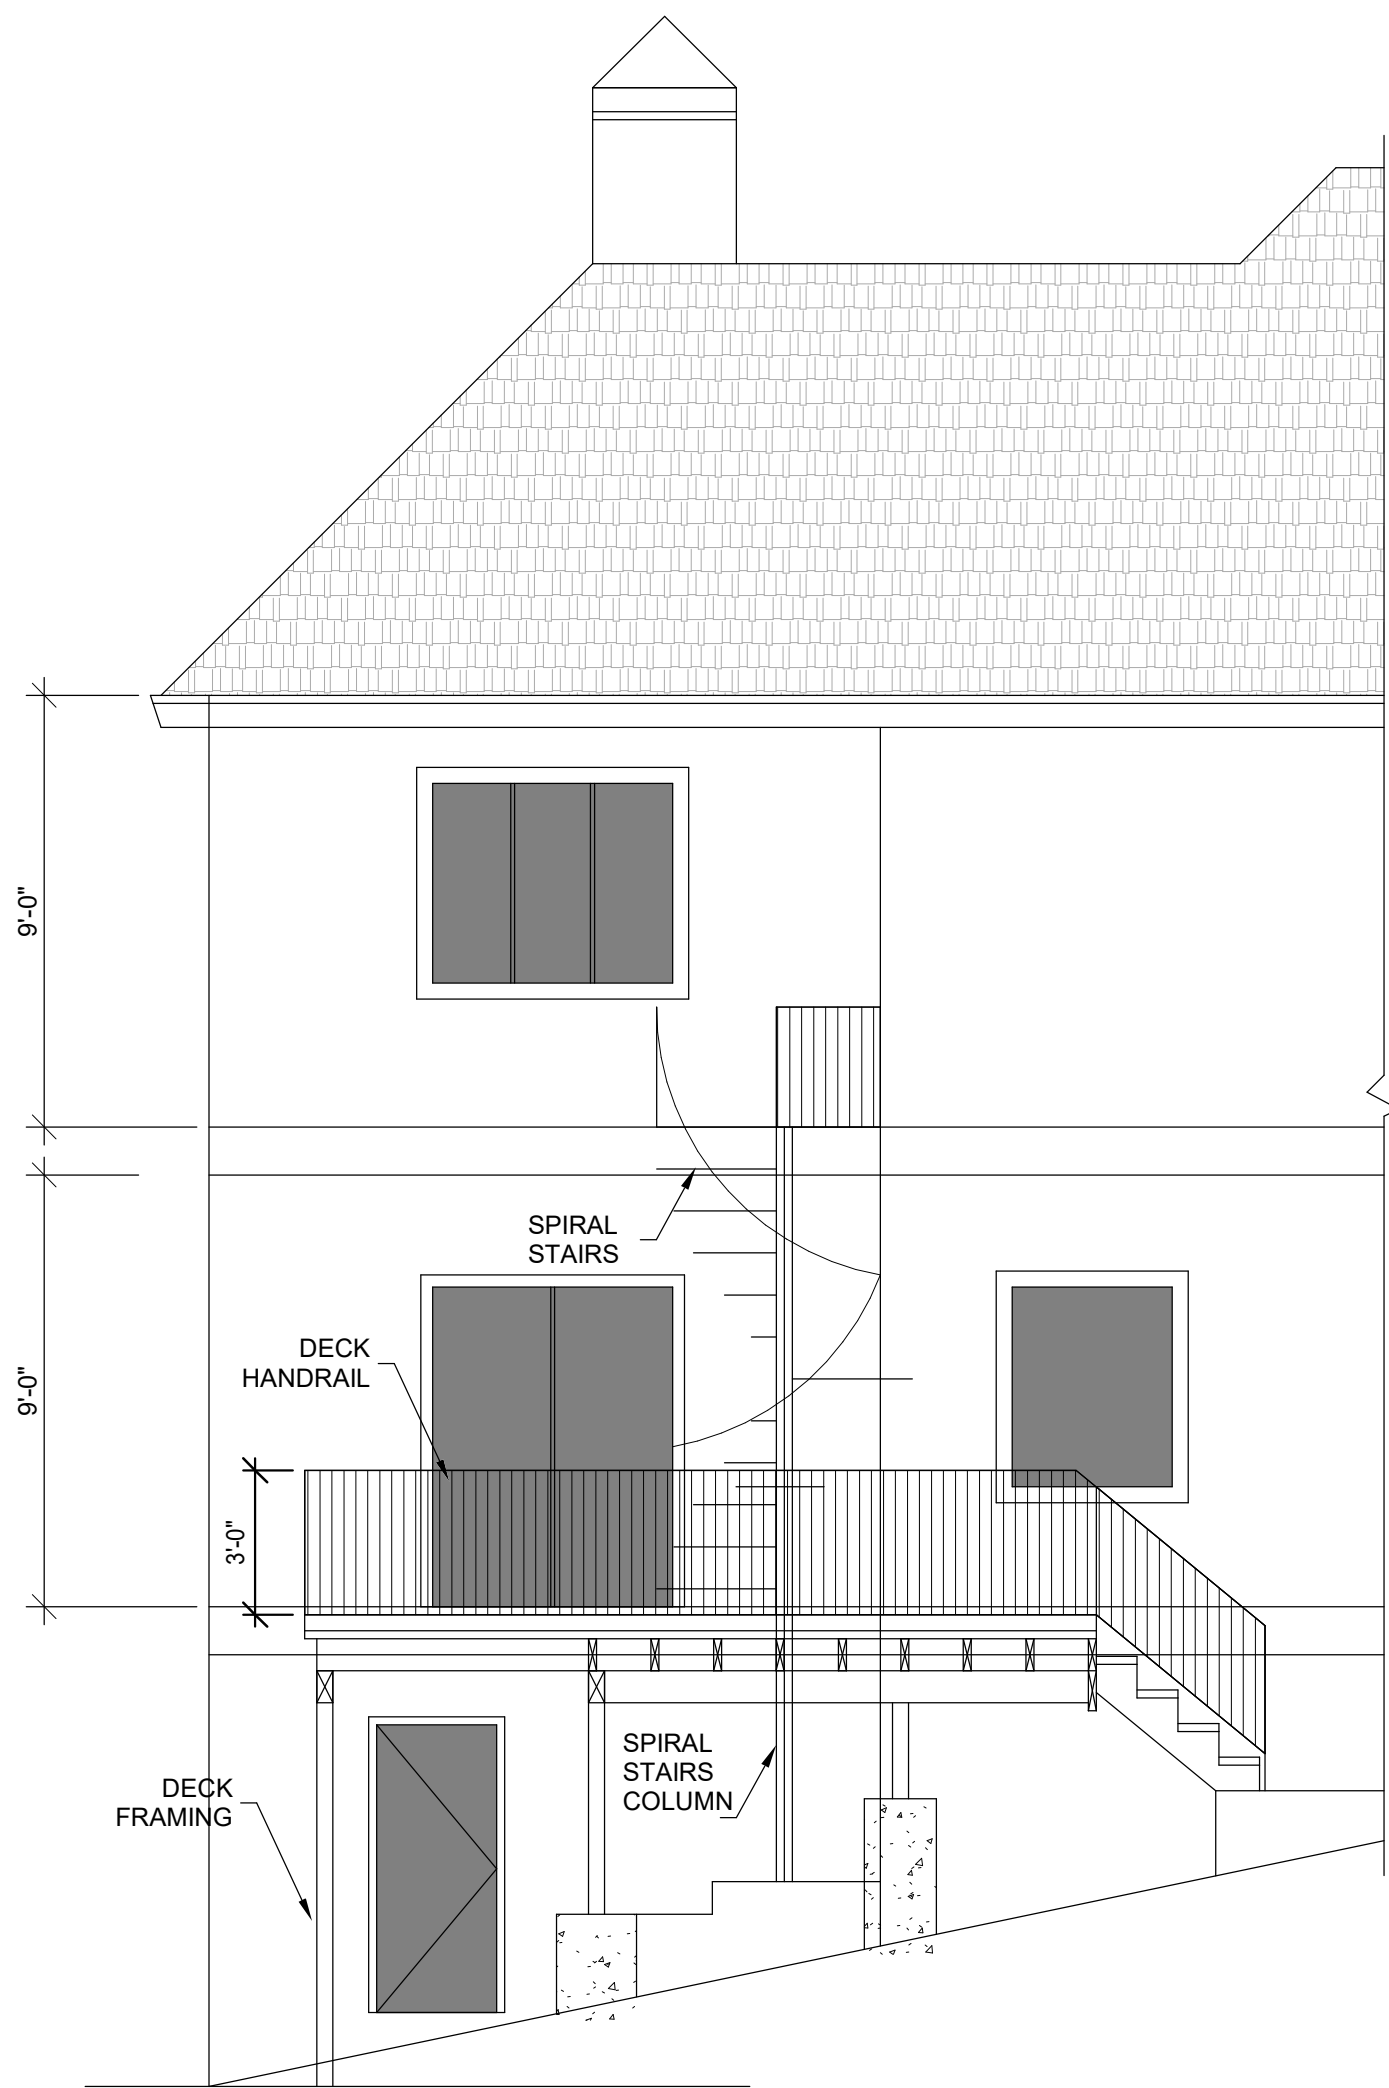 9'-0"
SPIRAL
STAIRS
DECK
HANDRAIL
9'-0"
3'-0"
SPIRAL
STAIRS
COLUMN
DECK
FRAMING